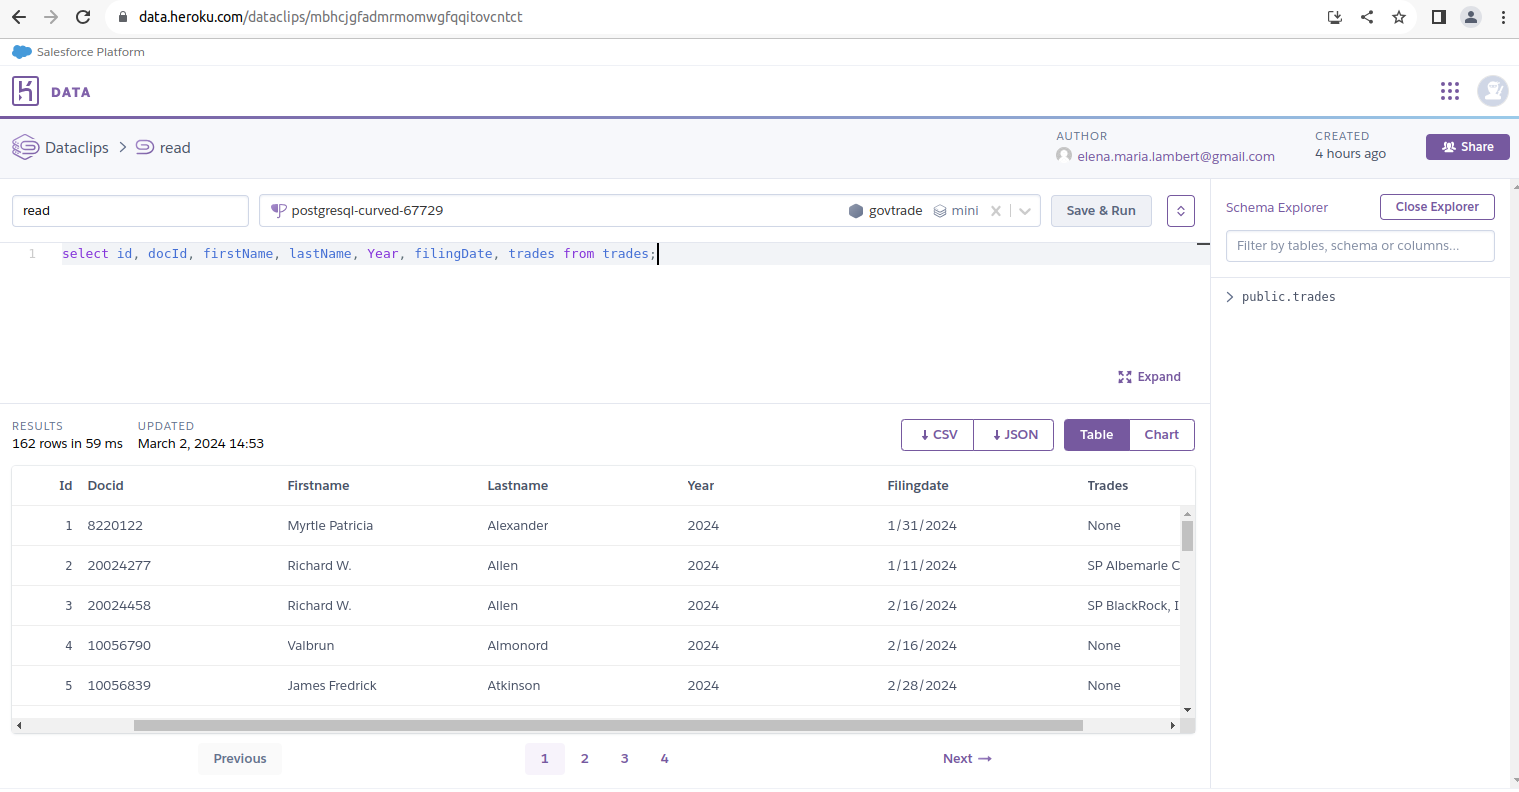 data.heroku.com/dataclips/mbhcjgfadmrmomwgfqqitovcntct
Salesforce Platform
DATA
Dataclips > read
AUTHOR
elena.maria.lambert@gmail.com
CREATED
4 hours ago
Share
read
postgresql-curved-67729
govtrade
mini
Save & Run
1 select id, docId, firstName, lastName, Year, filingDate, trades from trades;
Expand
Schema Explorer
Close Explorer
Filter by tables, schema or columns...
public.trades
RESULTS
162 rows in 59 ms
UPDATED
March 2, 2024 14:53
CSV
JSON
Table
Chart
Id Docid Firstname Lastname Year Filingdate Trades
1 8220122 Myrtle Patricia Alexander 2024 1/31/2024 None
2 20024277 Richard W. Allen 2024 1/11/2024 SP Albemarle C
3 20024458 Richard W. Allen 2024 2/16/2024 SP BlackRock, I
4 10056790 Valbrun Almonord 2024 2/16/2024 None
5 10056839 James Fredrick Atkinson 2024 2/28/2024 None
Previous 1 2 3 4 Next →